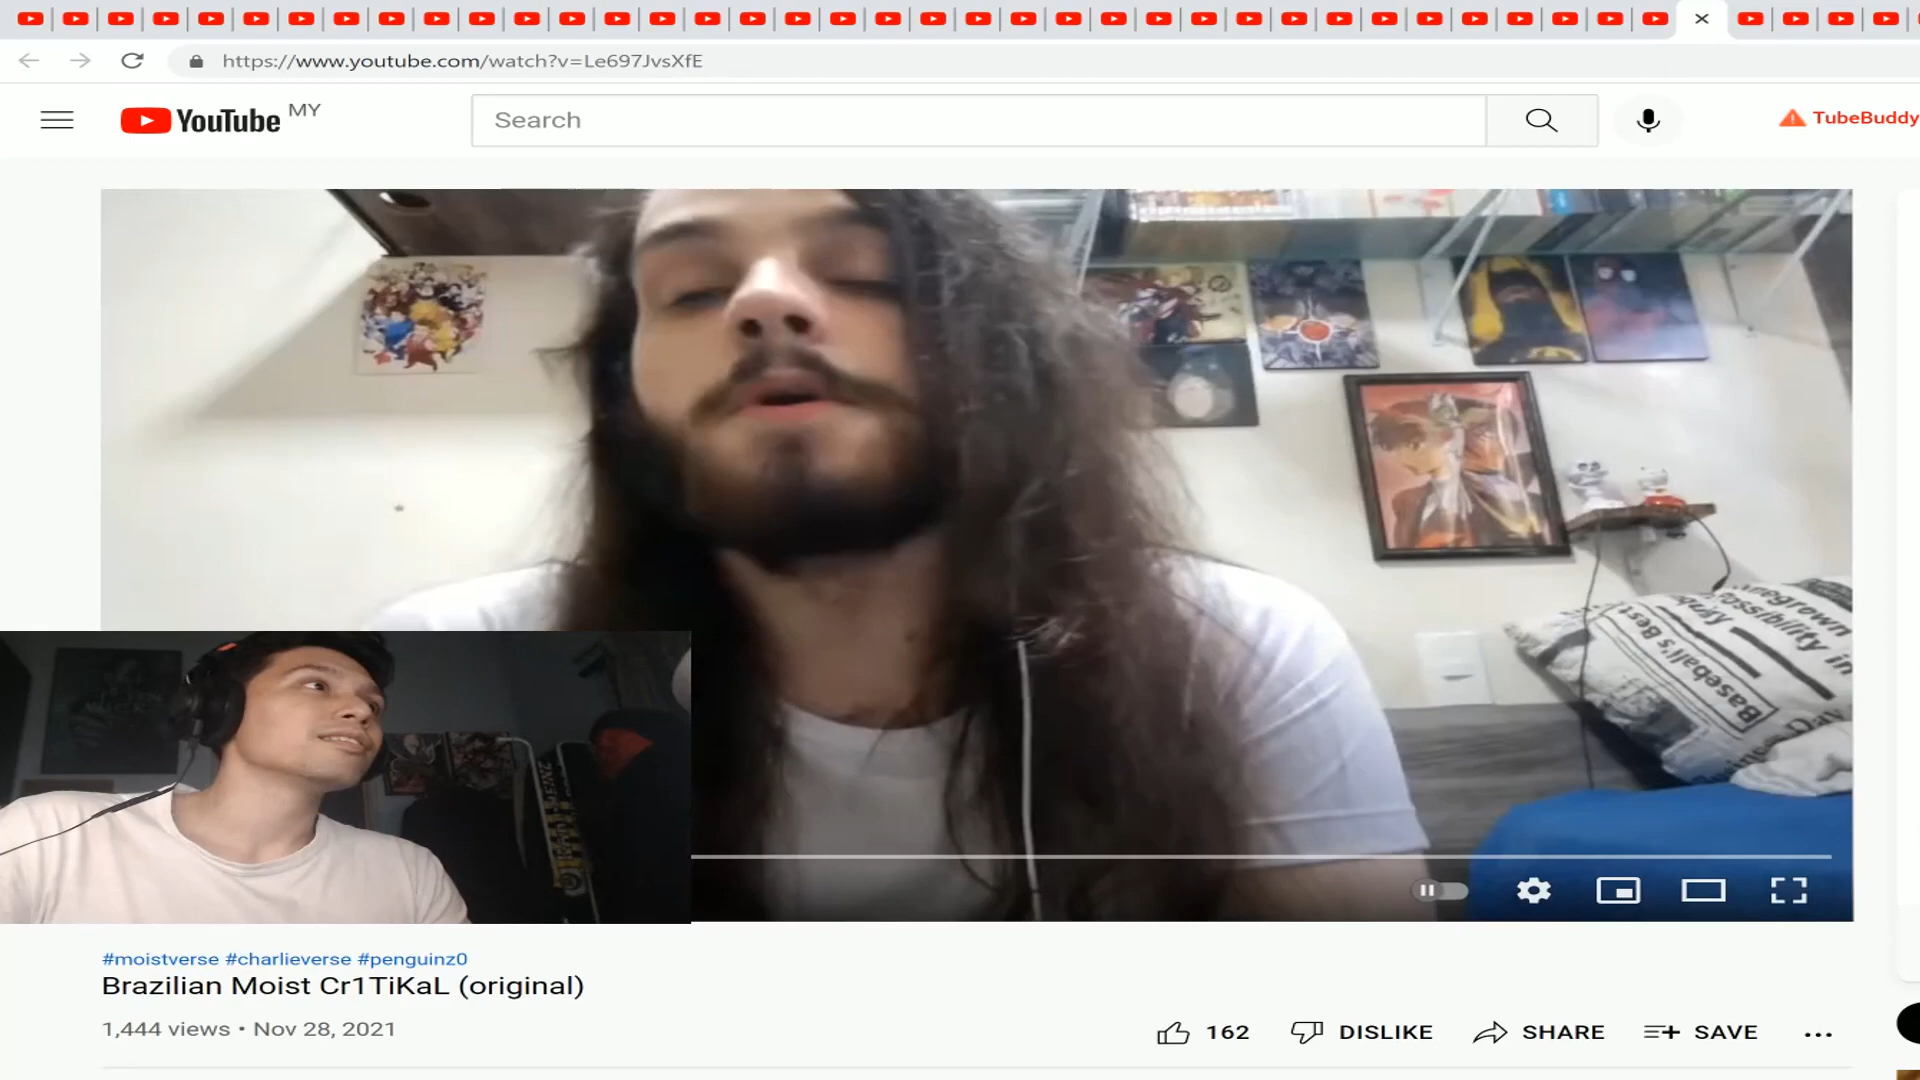 https://www.youtube.com/watch?v=Le697JvsXfE
YouTube MY
Search
TubeBuddy
Possibility in
Baseball's Best
#moistverse #charlieverse #penguinz0
Brazilian Moist Cr1TiKaL (original)
1,444 views • Nov 28, 2021
162
DISLIKE
SHARE
SAVE